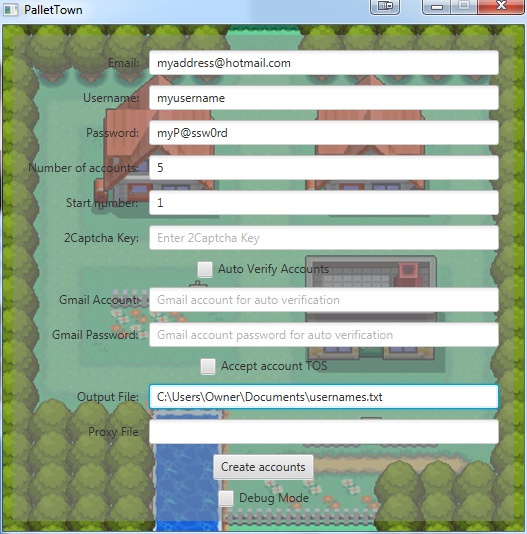 PalletTown
Email: myaddress@hotmail.com
Username: myusername
Password: myP@ssw0rd
Number of accounts: 5
Start number: 1
2Captcha Key: Enter 2Captcha Key
Auto Verify Accounts
Gmail Account: Gmail account for auto verification
Gmail Password: Gmail account password for auto verification
Accept account TOS
Output File: C:\Users\Owner\Documents\usernames.txt
Proxy File
Create accounts
Debug Mode